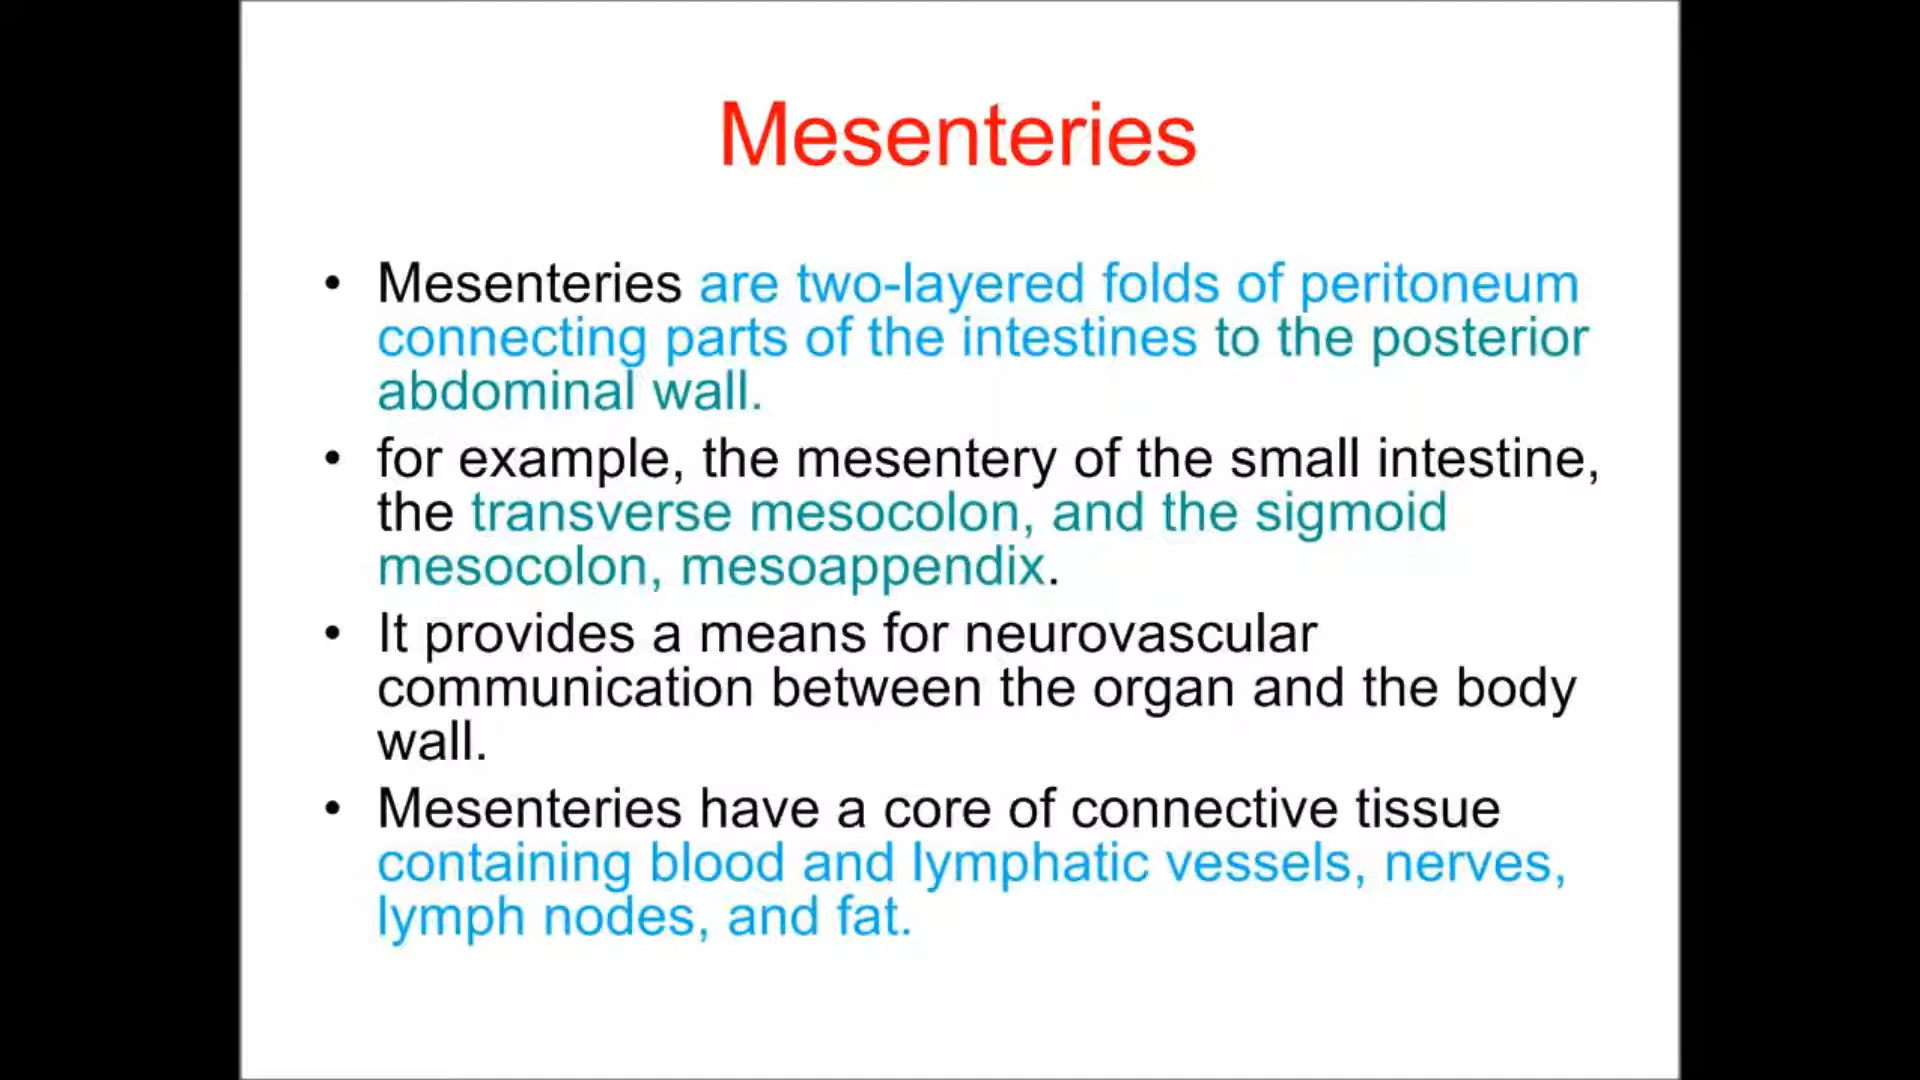 Mesenteries
• Mesenteries are two-layered folds of peritoneum
connecting parts of the intestines to the posterior
abdominal wall.
• for example, the mesentery of the small intestine,
the transverse mesocolon, and the sigmoid
mesocolon, mesoappendix.
• It provides a means for neurovascular
communication between the organ and the body
wall.
• Mesenteries have a core of connective tissue
containing blood and lymphatic vessels, nerves,
lymph nodes, and fat.